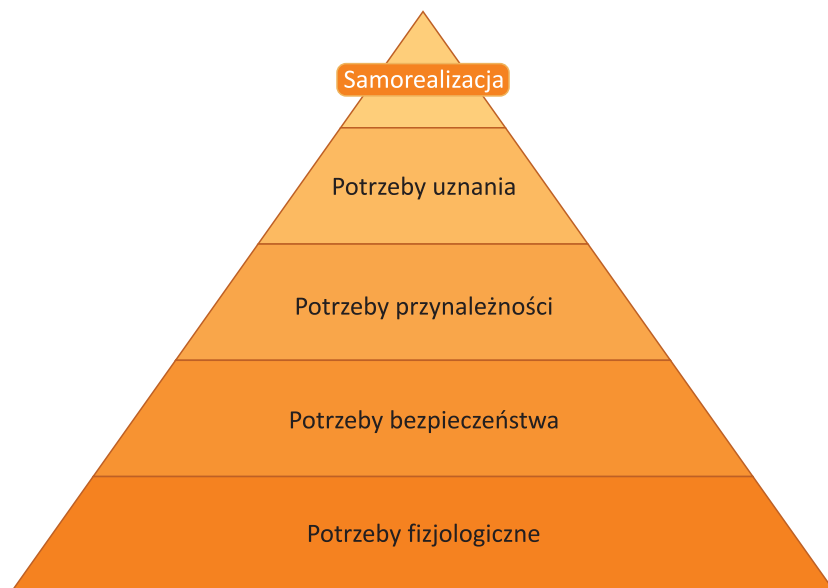 Samorealizacja
Potrzeby uznania
Potrzeby przynależności
Potrzeby bezpieczeństwa
Potrzeby fizjologiczne